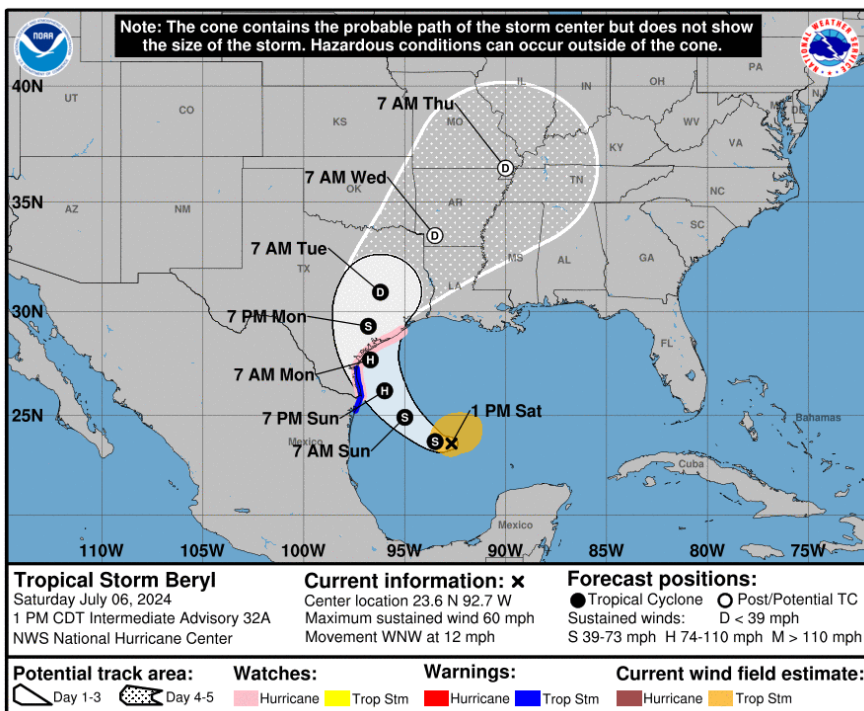 Note: The cone contains the probable path of the storm center but does not show
the size of the storm. Hazardous conditions can occur outside of the cone.
NOAA
NATIONAL WEATHER SERVICE
40N
35N
30N
25N
UT
CO
KS
MO
IL
IN
OH
PA
NJ
MD
DE
WV
VA
KY
AZ
NM
OK
AR
TN
NC
SC
TX
LA
MS
AL
GA
FL
7 AM Thu
7 AM Wed
7 AM Tue
7 PM Mon
7 AM Mon
7 PM Sun
7 AM Sun
1 PM Sat
D
D
D
S
H
H
S
S
Mexico
Mexico
Cuba
Bahamas
110W 105W 100W 95W 90W 85W 80W 75W
Tropical Storm Beryl
Saturday July 06, 2024
1 PM CDT Intermediate Advisory 32A
NWS National Hurricane Center
Current information: x
Center location 23.6 N 92.7 W
Maximum sustained wind 60 mph
Movement WNW at 12 mph
Forecast positions:
Tropical Cyclone Post/Potential TC
Sustained winds: D < 39 mph
S 39-73 mph H 74-110 mph M > 110 mph
Potential track area:
Day 1-3 Day 4-5
Watches:
Hurricane Trop Stm
Warnings:
Hurricane Trop Stm
Current wind field estimate:
Hurricane Trop Stm